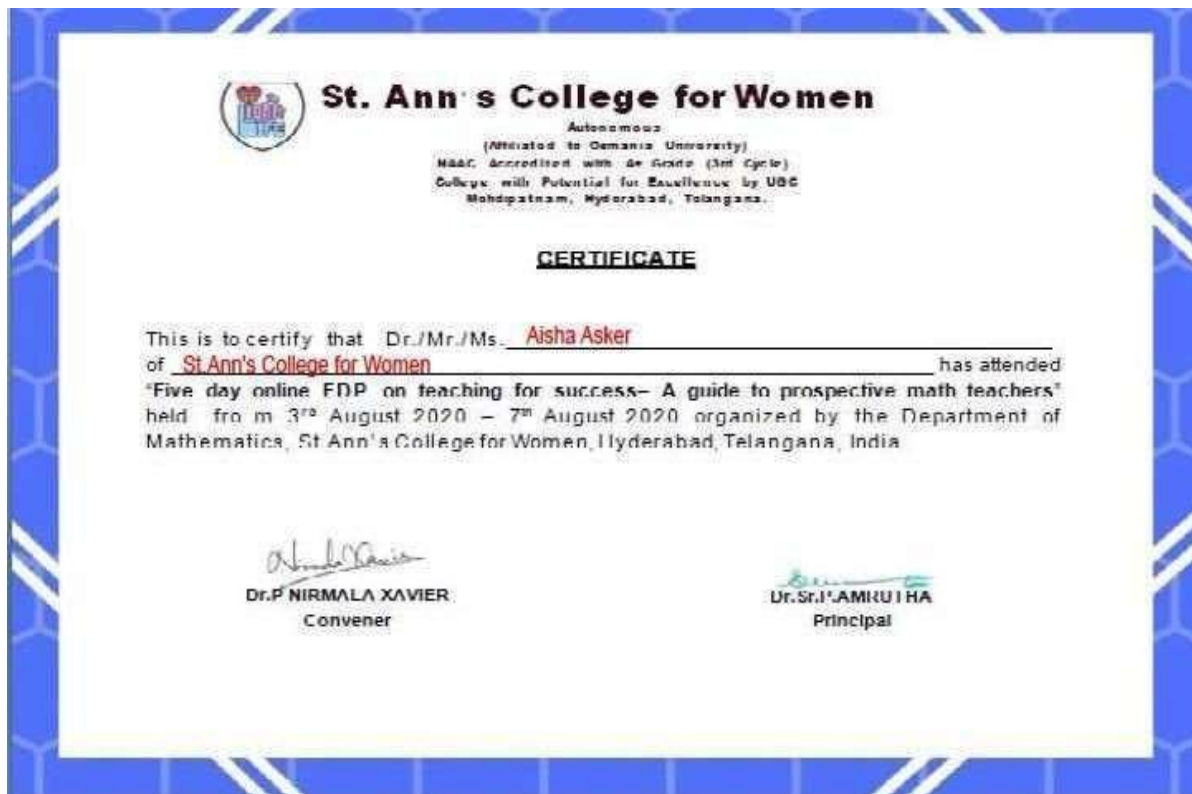 St. Ann's College for Women
Autonomous
(Affiliated to Osmania University)
NAAC Accredited with A+ Grade (3rd Cycle)
College with Potential for Excellence by UGC
Mehdipatnam, Hyderabad, Telangana.
CERTIFICATE
This is to certify that Dr./Mr./Ms. Aisha Asker
of St.Ann's College for Women has attended
"Five day online FDP on teaching for success– A guide to prospective math teachers"
held fro m 3rd August 2020 – 7th August 2020 organized by the Department of
Mathematics, St Ann's College for Women, Hyderabad, Telangana, India
Dr.P NIRMALA XAVIER
Convener
Dr.Sr.P.AMRUTHA
Principal